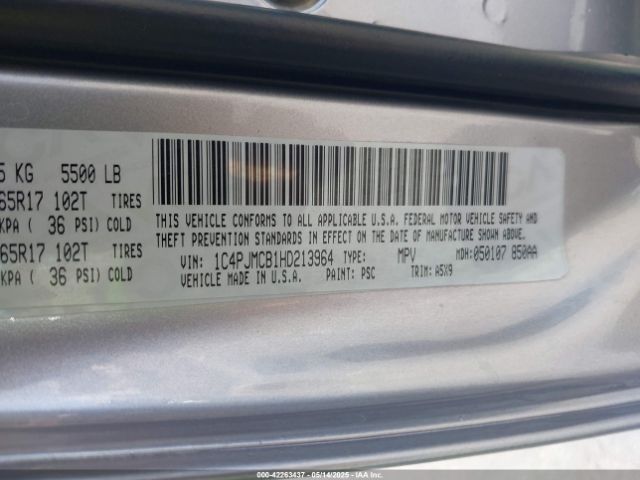 5 KG 5500 LB
65R17 102T TIRES
KPA ( 36 PSI) COLD
65R17 102T TIRES
KPA ( 36 PSI) COLD
THIS VEHICLE CONFORMS TO ALL APPLICABLE U.S.A. FEDERAL MOTOR VEHICLE SAFETY AND
THEFT PREVENTION STANDARDS IN EFFECT ON THE DATE OF MANUFACTURE SHOWN ABOVE.
VIN: 1C4PJMCB1HD213964 TYPE: MPV MDH:050107 850AA
VEHICLE MADE IN U.S.A. PAINT: PSC TRIM: A5X9
000-42263437 - 05/14/2025 - IAAI.COM